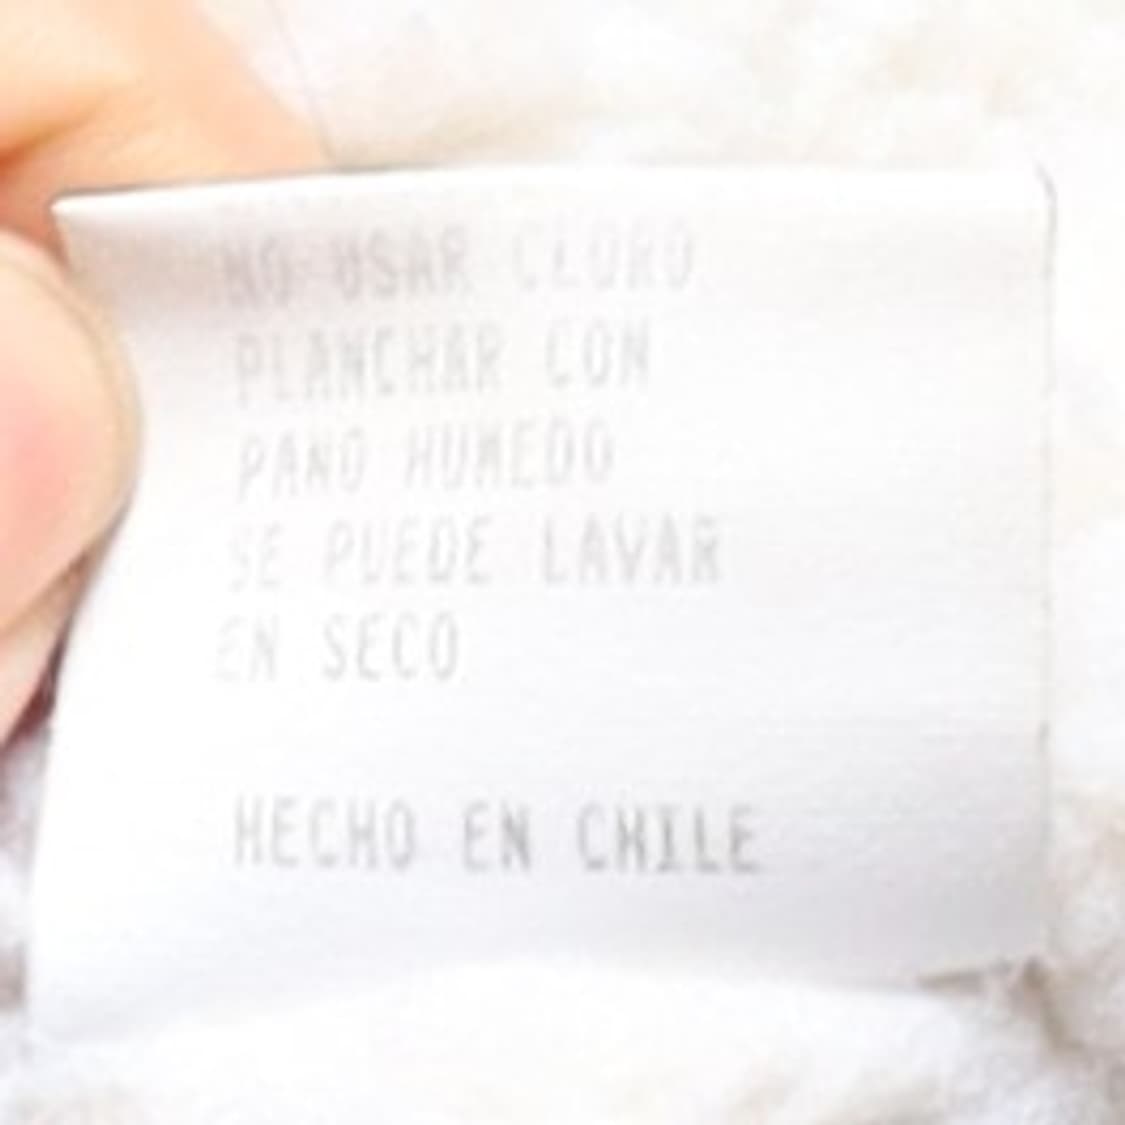 NO USAR CLORO
PLANCHAR CON
PANO HUMEDO
SE PUEDE LAVAR
EN SECO
HECHO EN CHILE